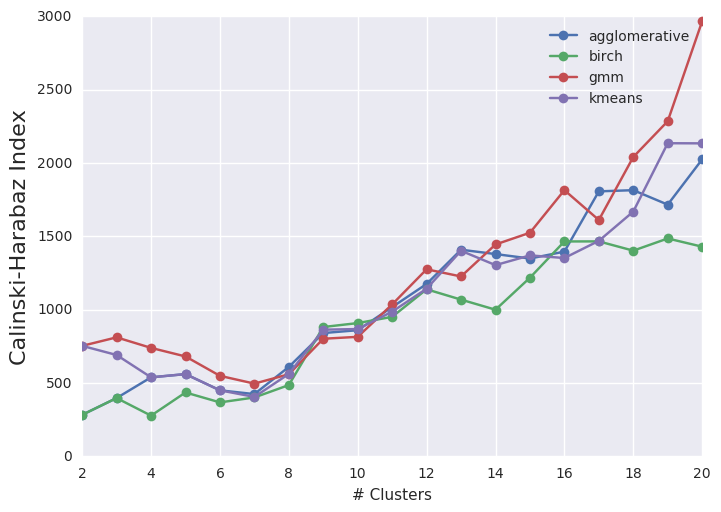 3000
2500
2000
1500
1000
500
0
Calinski-Harabaz Index
agglomerative
birch
gmm
kmeans
2 4 6 8 10 12 14 16 18 20
# Clusters